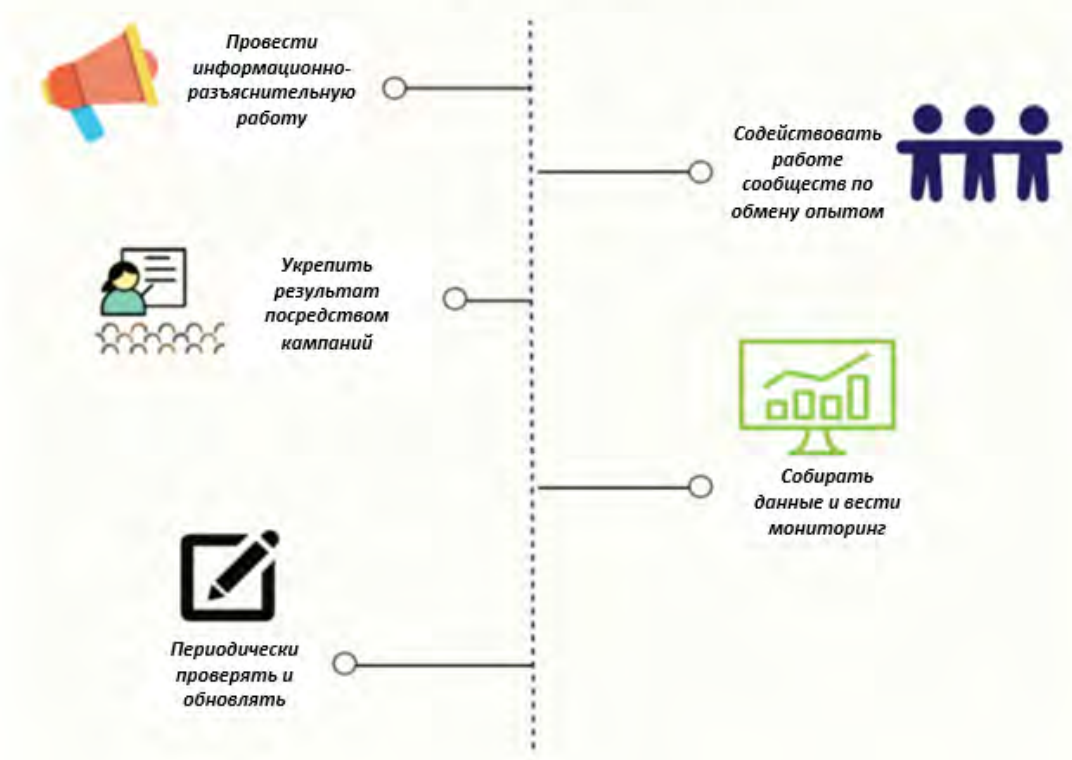 Провести
информационно-
разъяснительную
работу
Содействовать
работе
сообществ по
обмену опытом
Укрепить
результат
посредством
кампаний
Собирать
данные и вести
мониторинг
Периодически
проверять и
обновлять